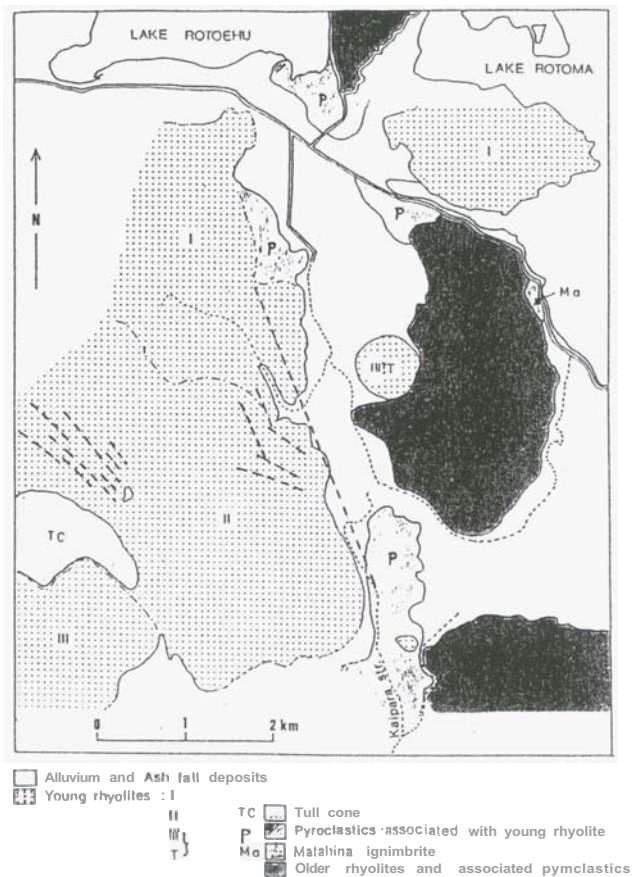 LAKE ROTOEHU
LAKE ROTOMA
P
I
N
P
I
P
Ma
III T
II
TC
P
III
0 1 2 km
Kaipara Str.
Alluvium and Ash fall deposits
Young rhyolites : I
II
III }
T
TC Tull cone
P Pyroclastics associated with young rhyolite
Ma Matahina ignimbrite
Older rhyolites and associated pymclastics